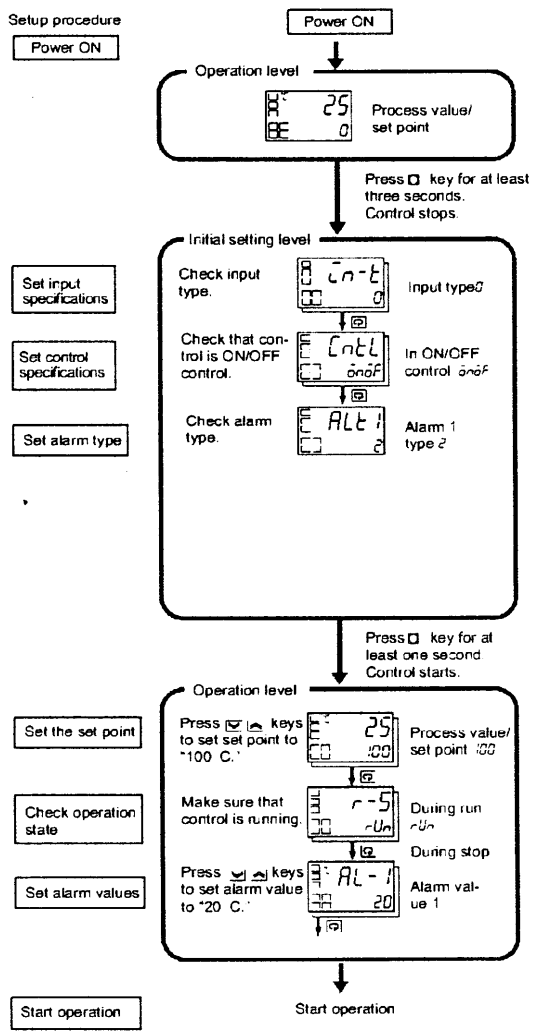 Setup procedure
Power ON
Power ON
Operation level
25
0
Process value/
set point
Press key for at least
three seconds.
Control stops.
Initial setting level
Set input
specifications
Check input
type.
in-t
0
Input type 0
Set control
specifications
Check that con-
trol is ON/OFF
control.
CntL
onoF
In ON/OFF
control onoF
Set alarm type
Check alarm
type.
ALt1
2
Alarm 1
type 2
Press key for at
least one second.
Control starts.
Operation level
Set the set point
Press keys
to set set point to
"100 C."
25
100
Process value/
set point 100
Check operation
state
Make sure that
control is running.
r-S
rUn
During run
rUn
During stop
Set alarm values
Press keys
to set alarm value
to "20 C."
AL-1
20
Alarm val-
ue 1
Start operation
Start operation